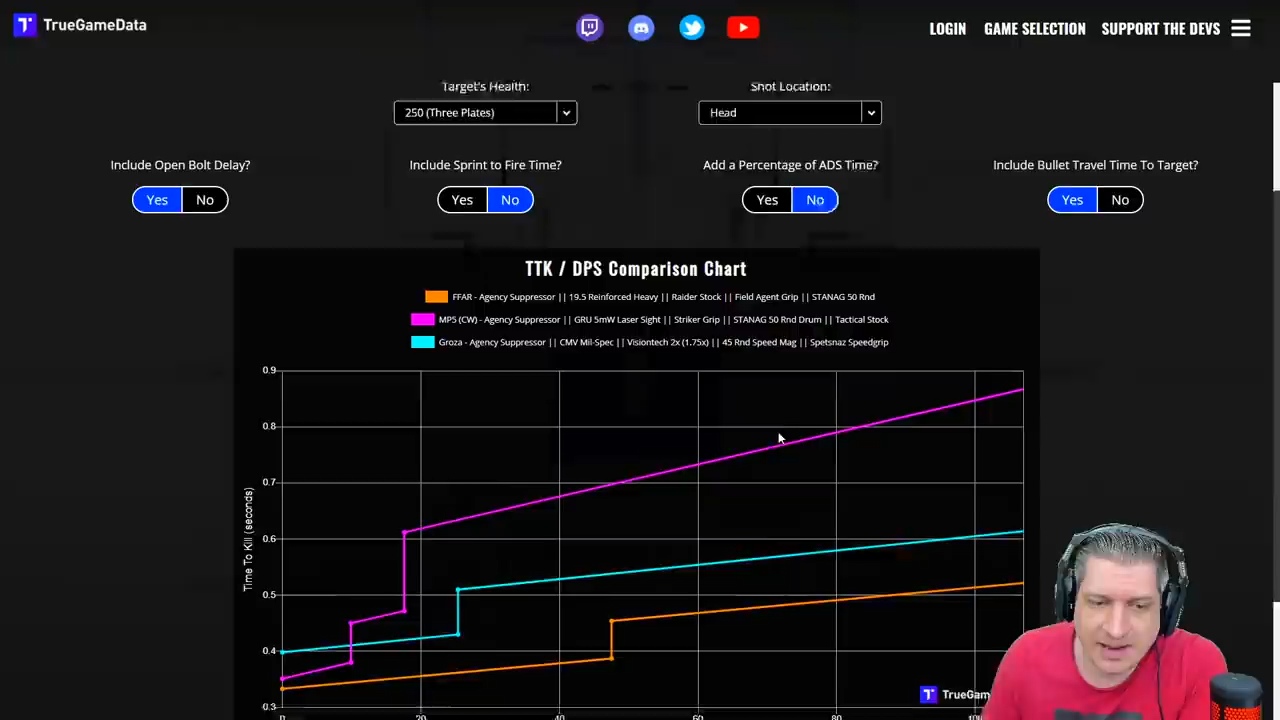 TrueGameData
LOGIN GAME SELECTION SUPPORT THE DEVS
Target's Health: Shot Location:
250 (Three Plates) Head
Include Open Bolt Delay? Include Sprint to Fire Time? Add a Percentage of ADS Time? Include Bullet Travel Time To Target?
Yes No Yes No Yes No Yes No
TTK / DPS Comparison Chart
FFAR - Agency Suppressor || 19.5 Reinforced Heavy || Raider Stock || Field Agent Grip || STANAG 50 Rnd
MP5 (CW) - Agency Suppressor || GRU 5mW Laser Sight || Striker Grip || STANAG 50 Rnd Drum || Tactical Stock
Groza - Agency Suppressor || CMV Mil-Spec || Visiontech 2x (1.75x) || 45 Rnd Speed Mag || Spetsnaz Speedgrip
0.9
0.8
0.7
0.6
0.5
0.4
0.3
Time To Kill (seconds)
TrueGame
0 20 40 60 80